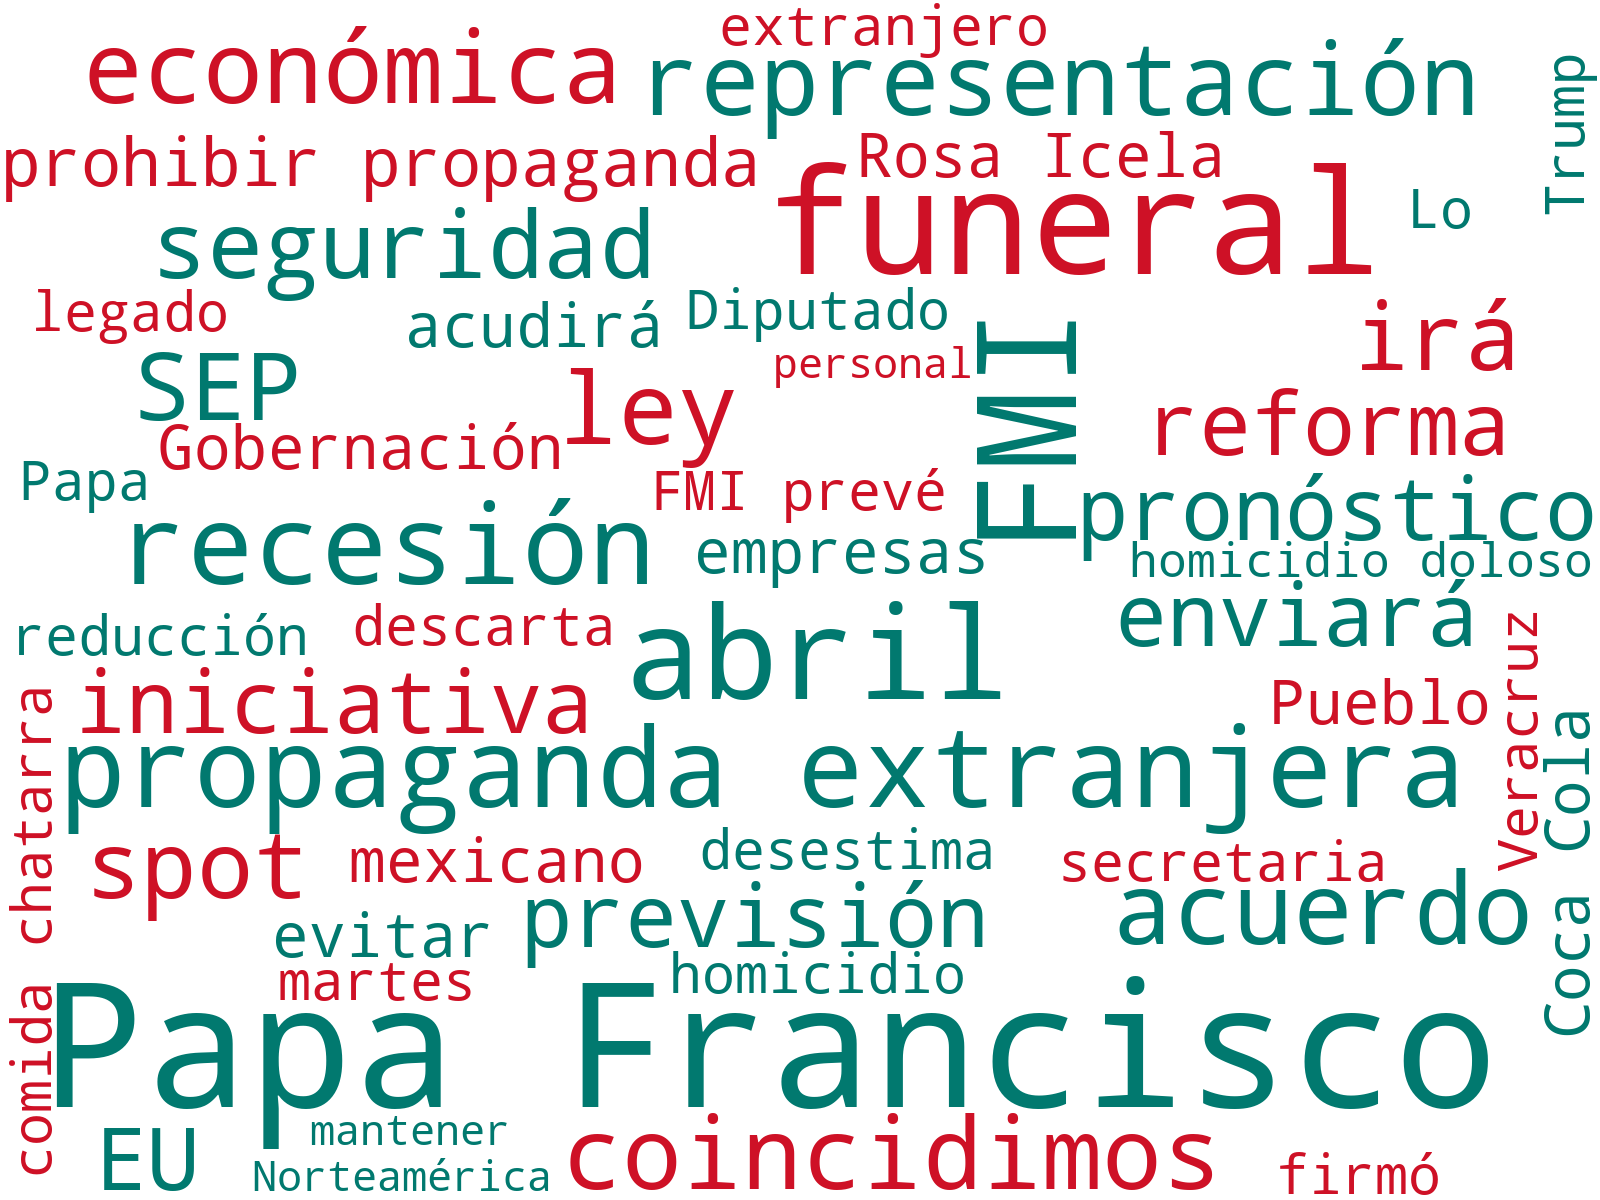 extranjero
económica
representación
Trump
prohibir propaganda
Rosa Icela
funeral
Lo
seguridad
legado
acudirá
Diputado
irá
personal
SEP
ley
FMI
reforma
Gobernación
Papa
FMI prevé
pronóstico
recesión
empresas
homicidio doloso
enviará
reducción
descarta
abril
Veracruz
iniciativa
Pueblo
comida chatarra
Coca Cola
propaganda extranjera
spot
mexicano
desestima
secretaria
previsión
acuerdo
evitar
martes
homicidio
Papa Francisco
EU
mantener
coincidimos
Norteamérica
firmó